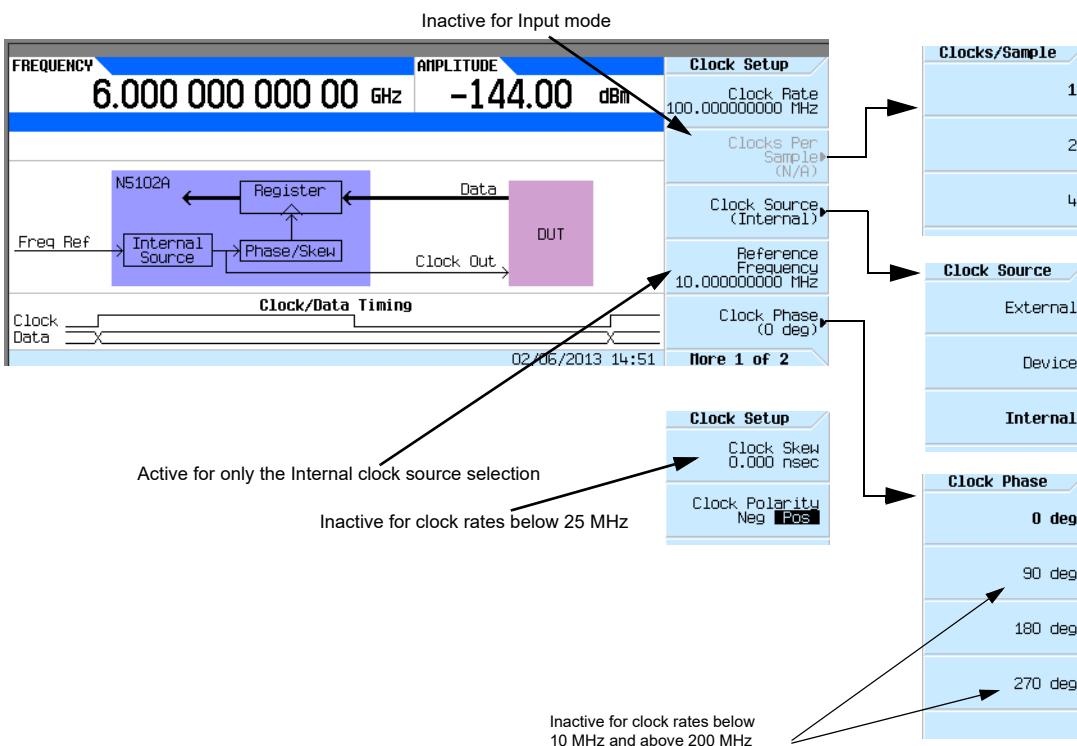 Inactive for Input mode
FREQUENCY
6.000 000 000 00 GHz
AMPLITUDE
-144.00 dBm
N5102A
Register
Data
DUT
Freq Ref
Internal
Source
Phase/Skew
Clock Out
Clock/Data Timing
Clock
Data
02/06/2013 14:51
Clock Setup
Clock Rate
100.000000000 MHz
Clocks Per
Sample
(N/A)
Clock Source
(Internal)
Reference
Frequency
10.000000000 MHz
Clock Phase
(0 deg)
More 1 of 2
Clocks/Sample
1
2
4
Clock Source
External
Device
Internal
Clock Setup
Clock Skew
0.000 nsec
Clock Polarity
Neg Pos
Active for only the Internal clock source selection
Inactive for clock rates below 25 MHz
Clock Phase
0 deg
90 deg
180 deg
270 deg
Inactive for clock rates below
10 MHz and above 200 MHz